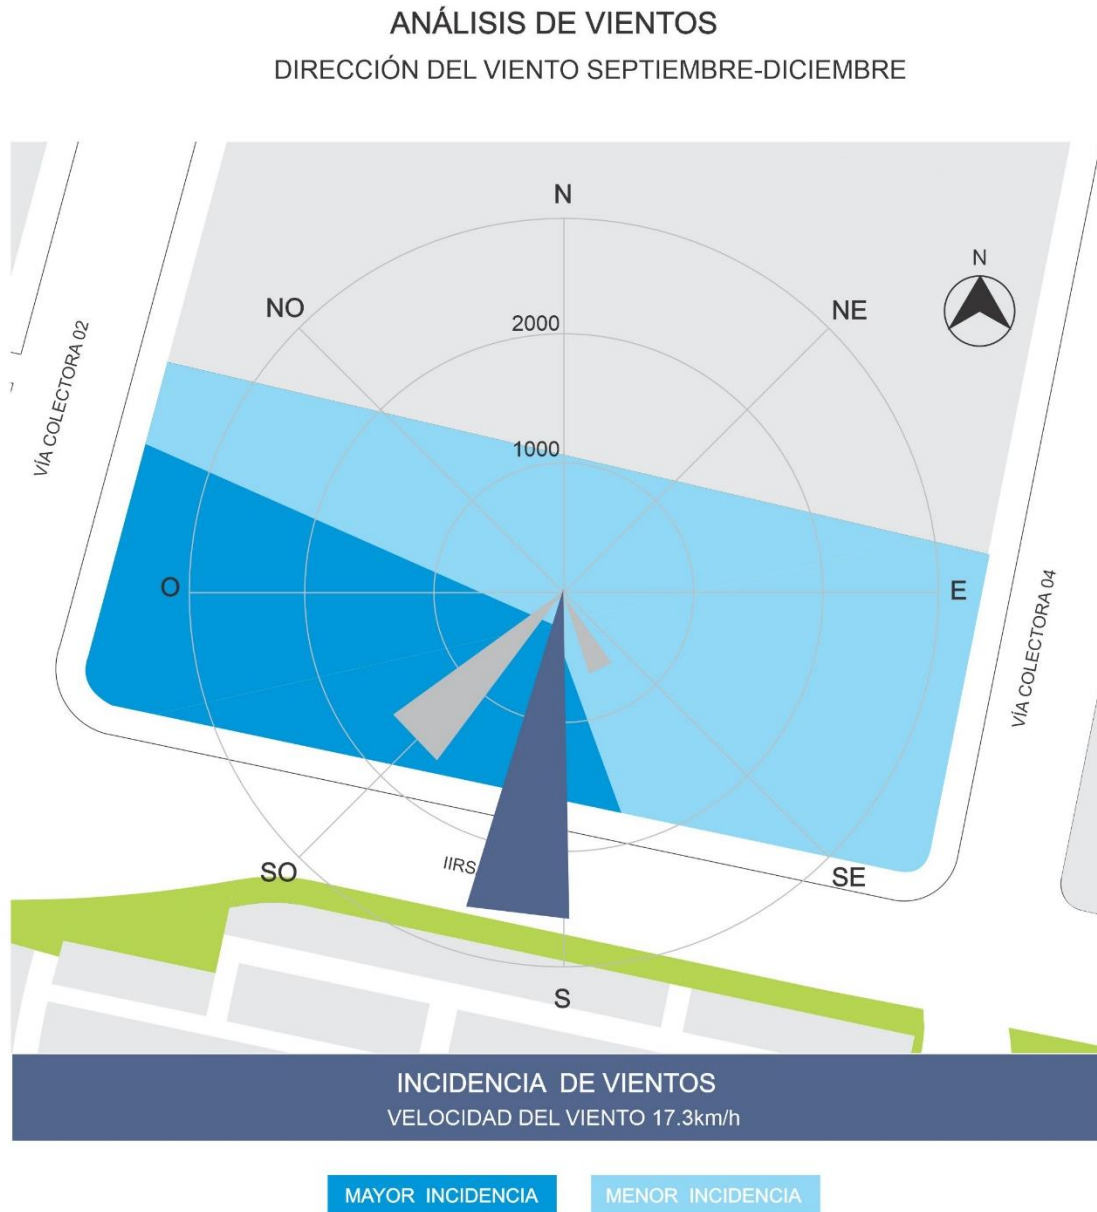 ANÁLISIS DE VIENTOS
DIRECCIÓN DEL VIENTO SEPTIEMBRE-DICIEMBRE
N
N
NO
NE
2000
VÍA COLECTORA 02
1000
O
E
VÍA COLECTORA 04
IIRS
SO
SE
S
INCIDENCIA DE VIENTOS
VELOCIDAD DEL VIENTO 17.3km/h
MAYOR INCIDENCIA
MENOR INCIDENCIA